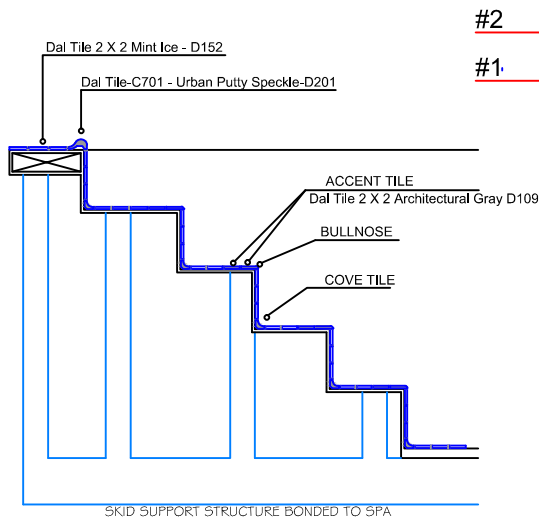 #2
Dal Tile 2 X 2 Mint Ice - D152
#1
Dal Tile-C701 - Urban Putty Speckle-D201
ACCENT TILE
Dal Tile 2 X 2 Architectural Gray D109
BULLNOSE
COVE TILE
SKID SUPPORT STRUCTURE BONDED TO SPA